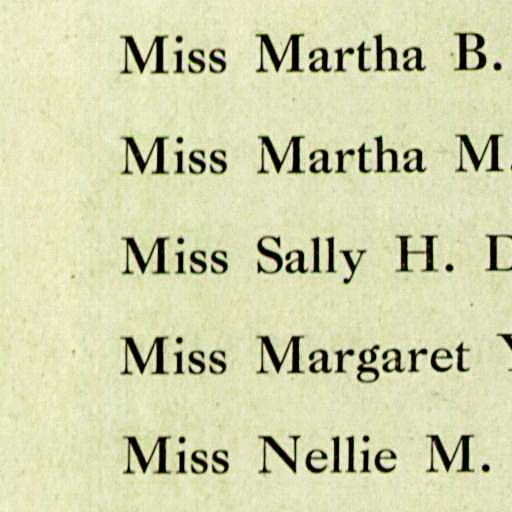 Miss Martha B.
Miss Martha M.
Miss Sally H. D
Miss Margaret Y
Miss Nellie M.